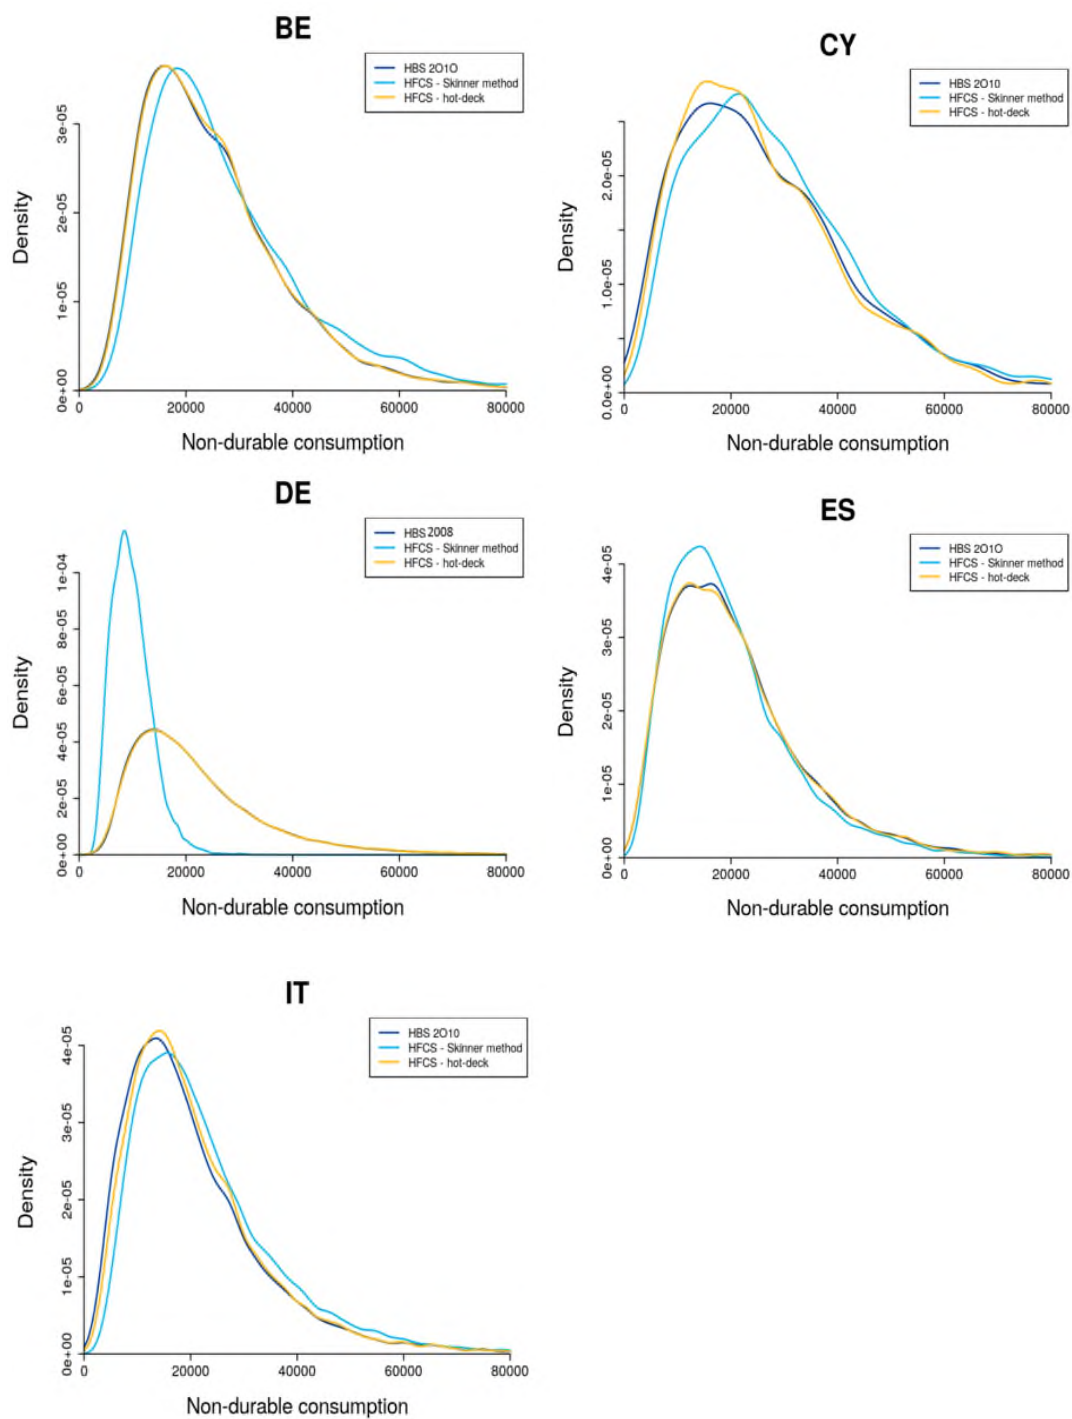 BE
HBS 2010
HFCS - Skinner method
HFCS - hot-deck
Density
0e+00 1e-05 2e-05 3e-05
0 20000 40000 60000 80000
Non-durable consumption
CY
HBS 2010
HFCS - Skinner method
HFCS - hot-deck
Density
0.0e+00 1.0e-05 2.0e-05
0 20000 40000 60000 80000
Non-durable consumption
DE
HBS 2008
HFCS - Skinner method
HFCS - hot-deck
Density
0e+00 2e-05 4e-05 6e-05 8e-05 1e-04
0 20000 40000 60000 80000
Non-durable consumption
ES
HBS 2010
HFCS - Skinner method
HFCS - hot-deck
Density
0e+00 1e-05 2e-05 3e-05 4e-05
0 20000 40000 60000 80000
Non-durable consumption
IT
HBS 2010
HFCS - Skinner method
HFCS - hot-deck
Density
0e+00 1e-05 2e-05 3e-05 4e-05
0 20000 40000 60000 80000
Non-durable consumption